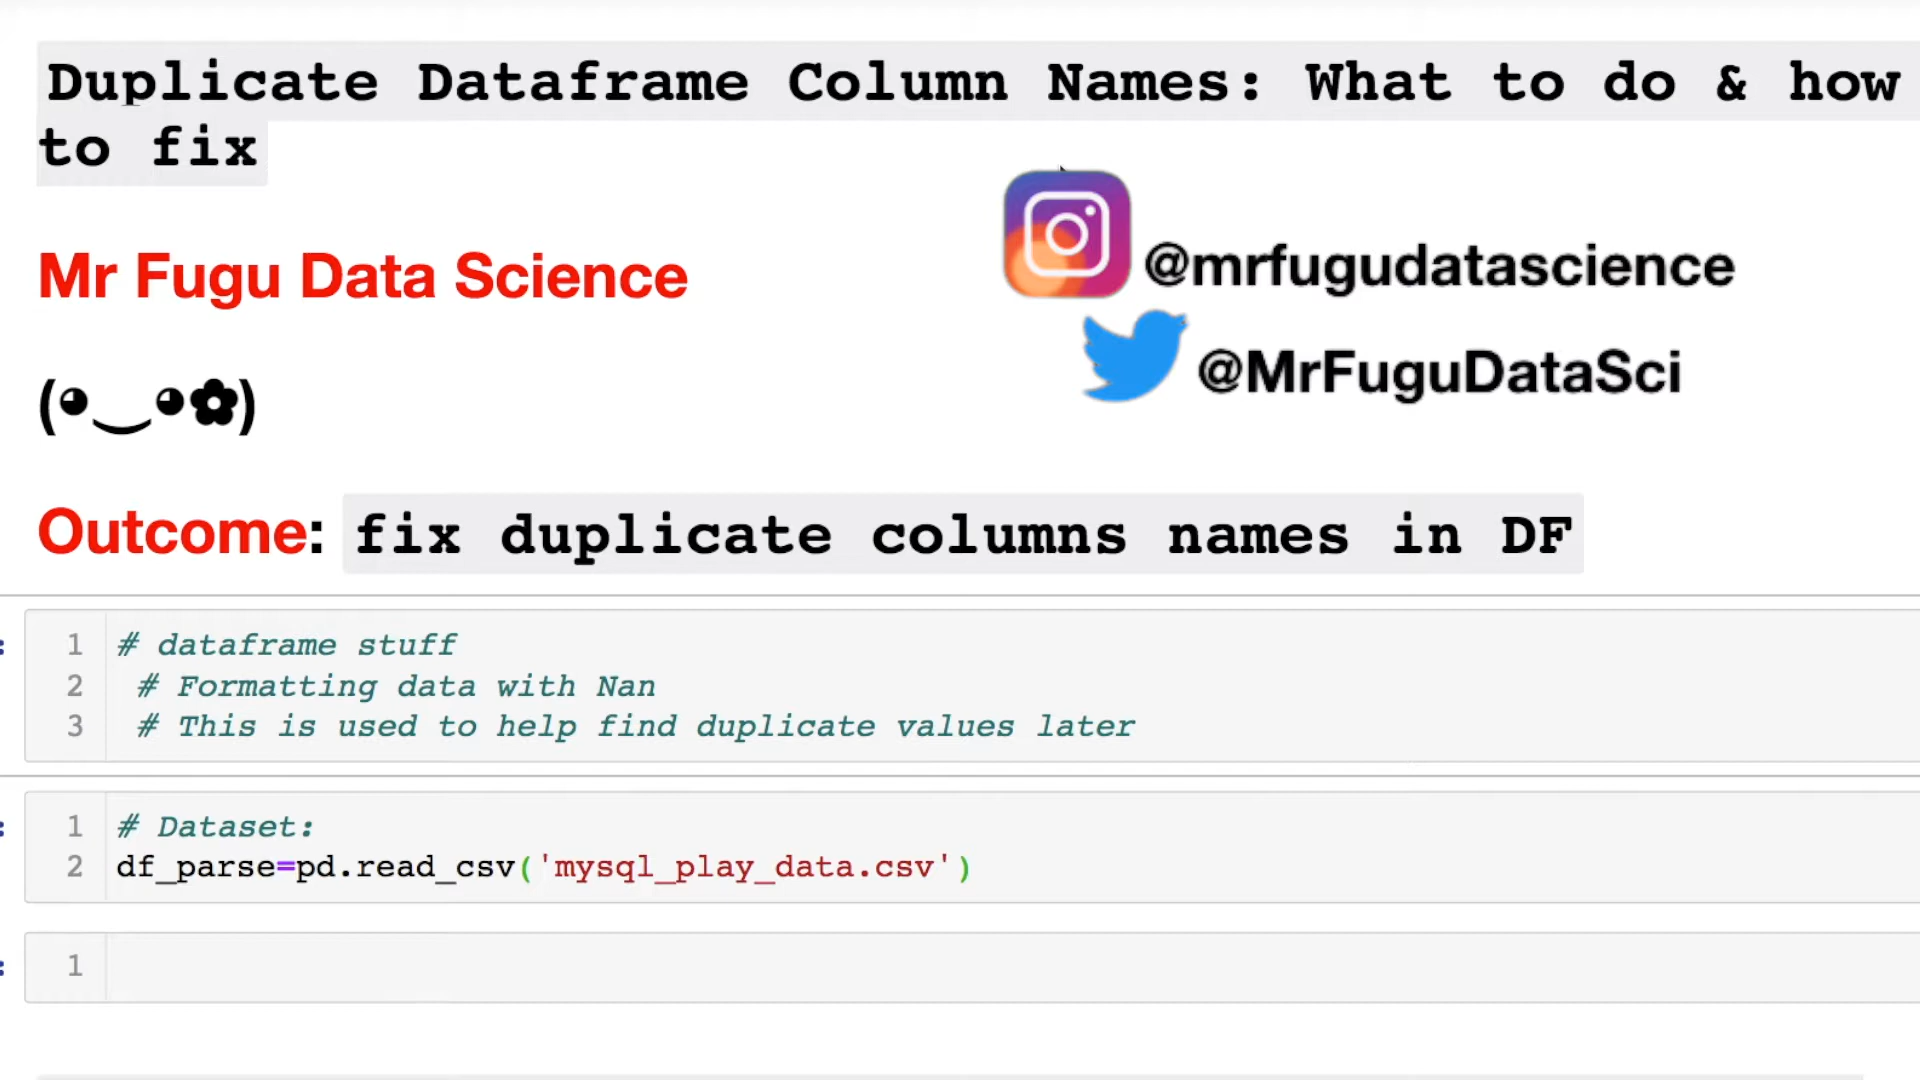 Duplicate Dataframe Column Names: What to do & how
to fix
Mr Fugu Data Science
@mrfugudatascience
@MrFuguDataSci
(◕‿◕✿)
Outcome: fix duplicate columns names in DF
: 1 # dataframe stuff
2 # Formatting data with Nan
3 # This is used to help find duplicate values later
: 1 # Dataset:
2 df_parse=pd.read_csv('mysql_play_data.csv')
: 1